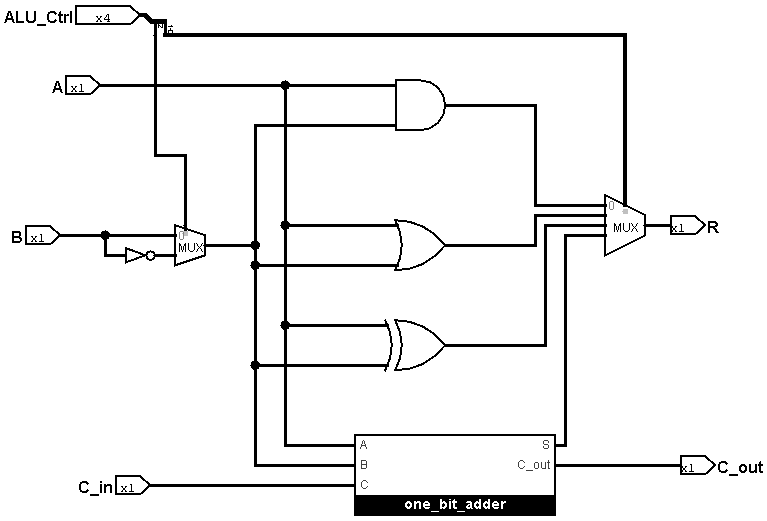 ALU_Ctrl x4
A x1
B x1
0
MUX
0
MUX
x1 R
A
B
C
S
C_out
one_bit_adder
C_in x1
x1 C_out